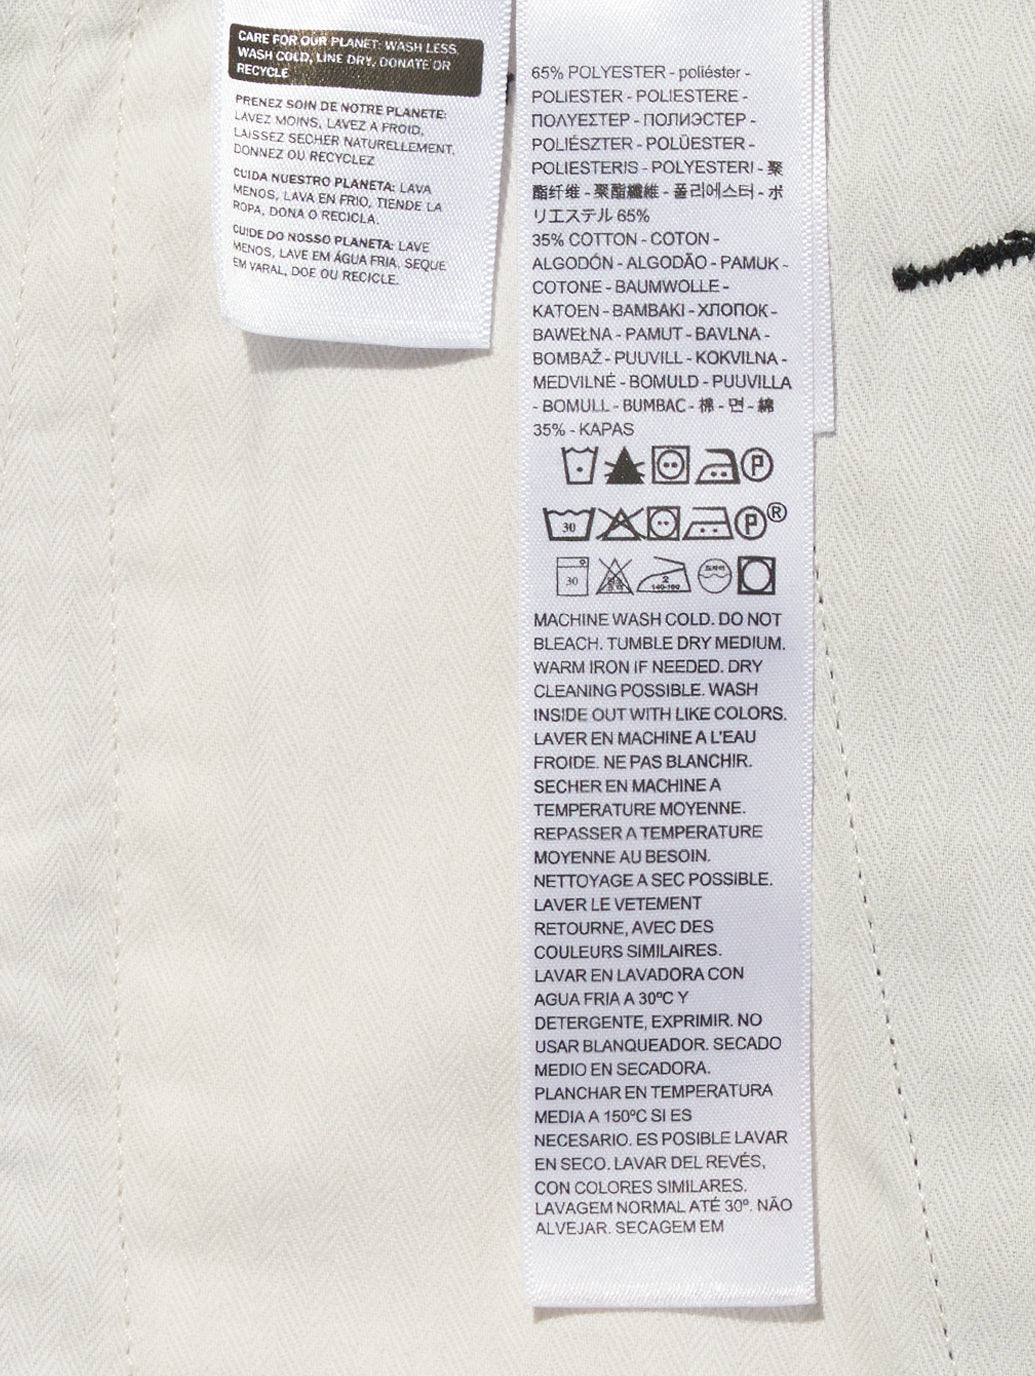 CARE FOR OUR PLANET: WASH LESS,
WASH COLD, LINE DRY, DONATE OR
RECYCLE
PRENEZ SOIN DE NOTRE PLANETE:
LAVEZ MOINS, LAVEZ A FROID,
LAISSEZ SECHER NATURELLEMENT,
DONNEZ OU RECYCLEZ
CUIDA NUESTRO PLANETA: LAVA
MENOS, LAVA EN FRIO, TIENDE LA
ROPA, DONA O RECICLA.
CUIDE DO NOSSO PLANETA: LAVE
MENOS, LAVE EM ÁGUA FRIA, SEQUE
EM VARAL, DOE OU RECICLE.
65% POLYESTER - poliéster -
POLIESTER - POLIESTERE -
ΠΟΛΥΕΣΤΕΡ - ПОЛИЭСТЕР -
POLIÉSZTER - POLÜESTER -
POLIESTERIS - POLYESTERI - 聚
酯纤维 - 聚酯纖維 - 폴리에스터 - ポ
リエステル 65%
35% COTTON - COTON -
ALGODÓN - ALGODÃO - PAMUK -
COTONE - BAUMWOLLE -
KATOEN - BAMBAKI - ХЛОПОК -
BAWEŁNA - PAMUT - BAVLNA -
BOMBAŽ - PUUVILL - KOKVILNA -
MEDVILNĖ - BOMULD - PUUVILLA
- BOMULL - BUMBAC - 棉 - 면 - 綿
35% - KAPAS
P
30 P ®
30 2 140-160 드라이
MACHINE WASH COLD. DO NOT
BLEACH. TUMBLE DRY MEDIUM.
WARM IRON IF NEEDED. DRY
CLEANING POSSIBLE. WASH
INSIDE OUT WITH LIKE COLORS.
LAVER EN MACHINE A L'EAU
FROIDE. NE PAS BLANCHIR.
SECHER EN MACHINE A
TEMPERATURE MOYENNE.
REPASSER A TEMPERATURE
MOYENNE AU BESOIN.
NETTOYAGE A SEC POSSIBLE.
LAVER LE VETEMENT
RETOURNE, AVEC DES
COULEURS SIMILAIRES.
LAVAR EN LAVADORA CON
AGUA FRIA A 30ºC Y
DETERGENTE, EXPRIMIR. NO
USAR BLANQUEADOR. SECADO
MEDIO EN SECADORA.
PLANCHAR EN TEMPERATURA
MEDIA A 150ºC SI ES
NECESARIO. ES POSIBLE LAVAR
EN SECO. LAVAR DEL REVÉS,
CON COLORES SIMILARES.
LAVAGEM NORMAL ATÉ 30º. NÃO
ALVEJAR. SECAGEM EM